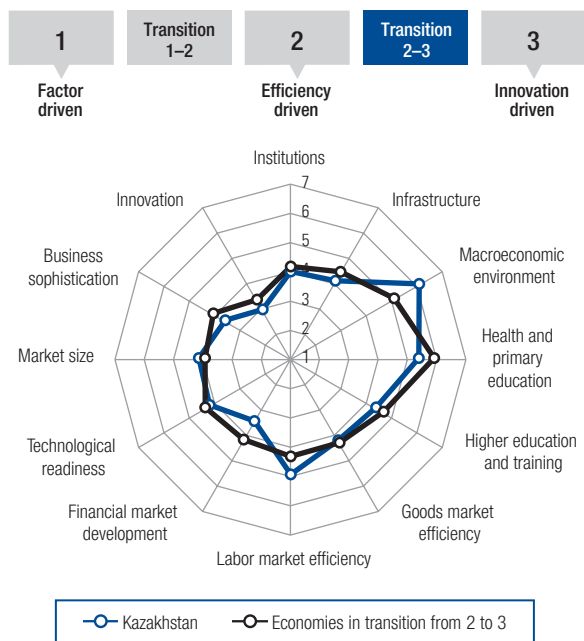 1
Transition
1–2
2
Transition
2–3
3
Factor
driven
Efficiency
driven
Innovation
driven
Institutions
Infrastructure
Macroeconomic
environment
Health and
primary
education
Higher education
and training
Goods market
efficiency
Labor market efficiency
Financial market
development
Technological
readiness
Market size
Business
sophistication
Innovation
7
6
5
4
3
2
1
Kazakhstan
Economies in transition from 2 to 3